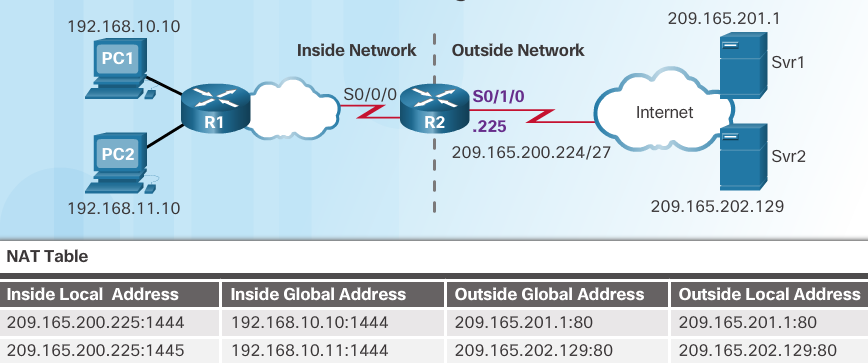 192.168.10.10
209.165.201.1
Inside Network
Outside Network
PC1
Svr1
S0/0/0
S0/1/0
R1
R2
Internet
.225
PC2
209.165.200.224/27
Svr2
192.168.11.10
209.165.202.129
NAT Table
Inside Local Address Inside Global Address Outside Global Address Outside Local Address
209.165.200.225:1444 192.168.10.10:1444 209.165.201.1:80 209.165.201.1:80
209.165.200.225:1445 192.168.10.11:1444 209.165.202.129:80 209.165.202.129:80